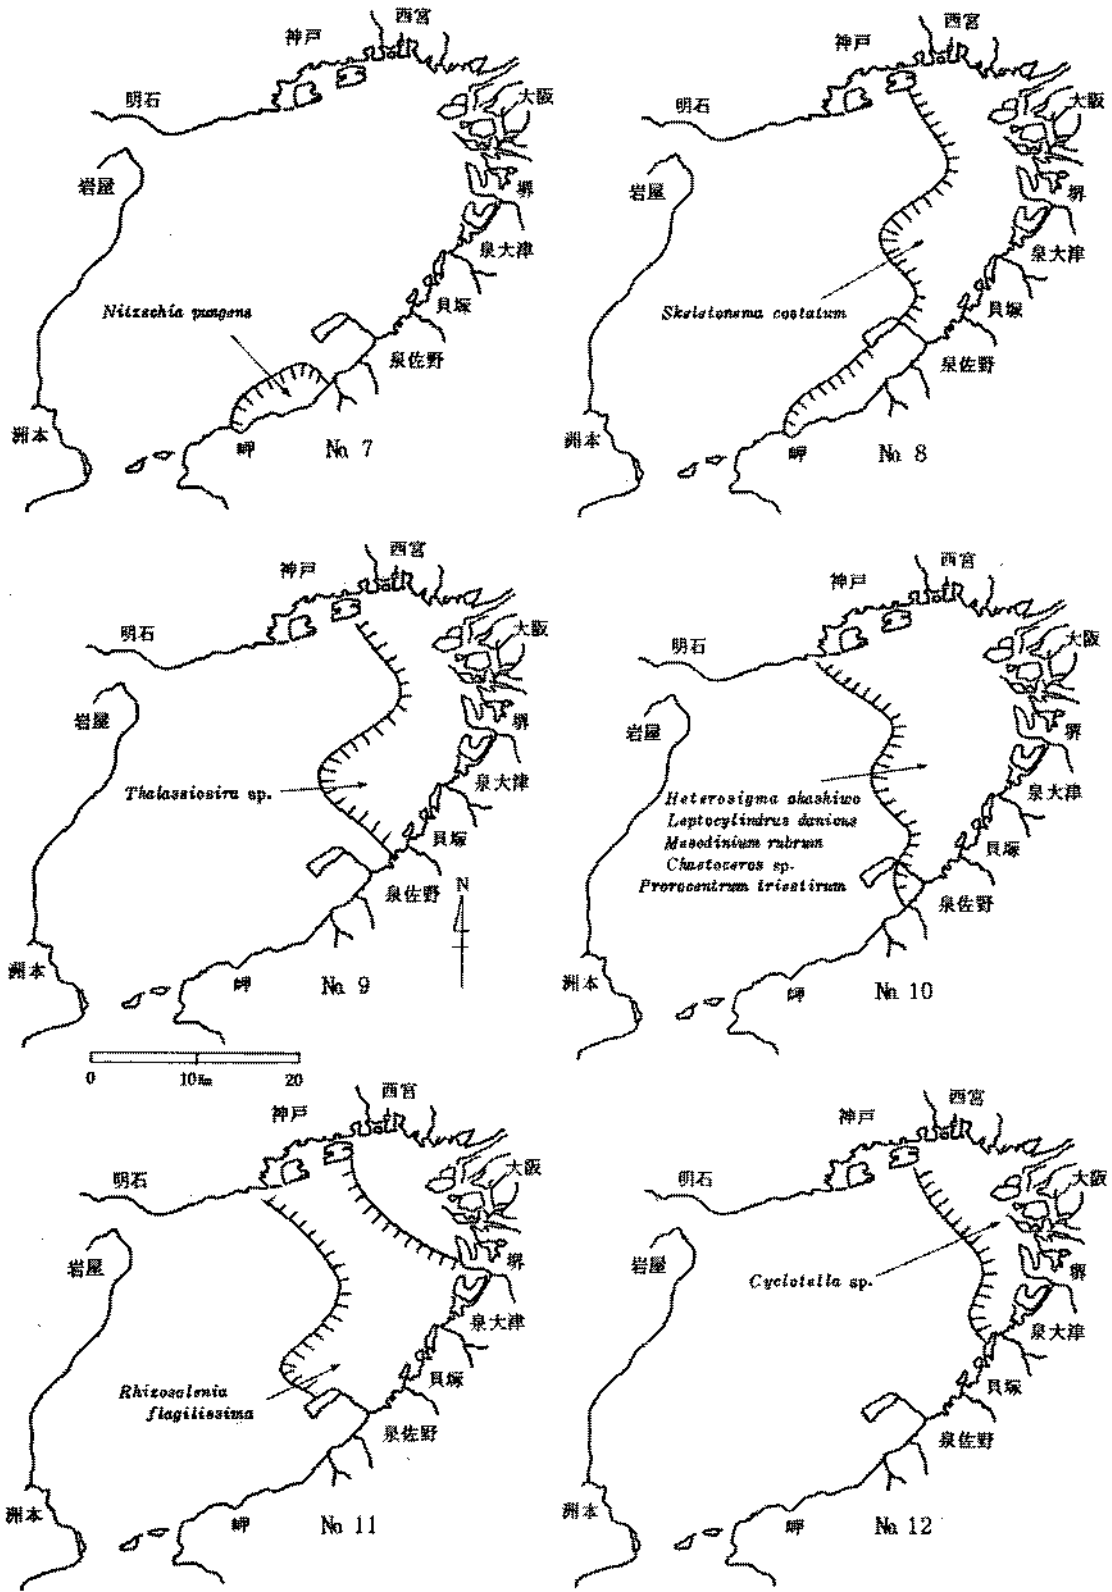 西宮
神戸
明石
大阪
岩屋
堺
泉大津
貝塚
Nitzschia pungens
泉佐野
洲本
岬
No. 7
西宮
神戸
明石
大阪
岩屋
堺
泉大津
貝塚
Skeletonema costatum
泉佐野
洲本
岬
No. 8
西宮
神戸
明石
大阪
岩屋
堺
泉大津
Thalassiosira sp.
貝塚
泉佐野
N
洲本
岬
No. 9
0 10Km 20
西宮
神戸
明石
大阪
岩屋
堺
泉大津
Heterosigma akashiwo
Leptocylindrus danicus
Mesodinium rubrum
Chaetoceros sp.
Prorocentrum triestinum
貝塚
泉佐野
洲本
岬
No. 10
西宮
神戸
明石
大阪
岩屋
堺
泉大津
貝塚
Rhizosolenia
flagilissima
泉佐野
洲本
岬
No. 11
西宮
神戸
明石
大阪
岩屋
堺
Cyclotella sp.
泉大津
貝塚
泉佐野
洲本
岬
No. 12